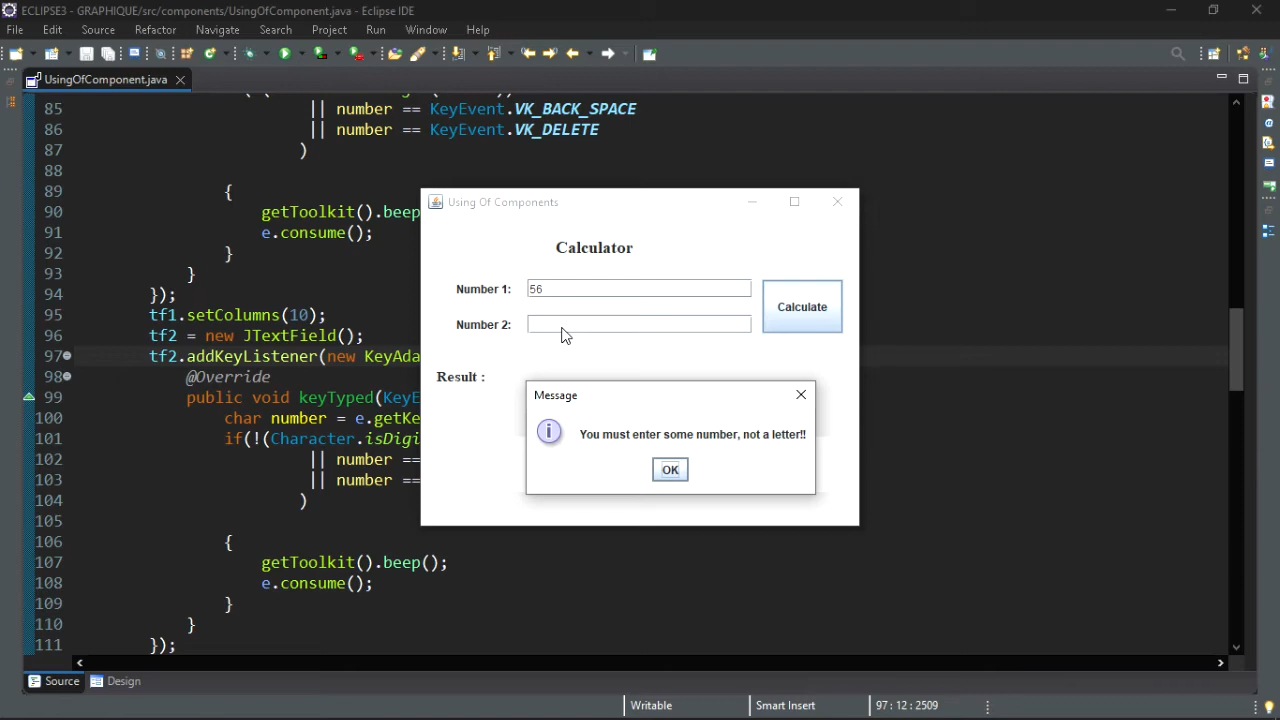 ECLIPSE3 - GRAPHIQUE/src/components/UsingOfComponent.java - Eclipse IDE
File Edit Source Refactor Navigate Search Project Run Window Help
UsingOfComponent.java
85 || number == KeyEvent.VK_BACK_SPACE
86 || number == KeyEvent.VK_DELETE
87 )
88
89 {
90 getToolkit().beep
91 e.consume();
92 }
93 }
94 });
95 tf1.setColumns(10);
96 tf2 = new JTextField();
97 tf2.addKeyListener(new KeyAda
98 @Override
99 public void keyTyped(KeyE
100 char number = e.getKe
101 if(!(Character.isDigi
102 || number ==
103 || number ==
104 )
105
106 {
107 getToolkit().beep();
108 e.consume();
109 }
110 }
111 });
Using Of Components
Calculator
Number 1: 56
Calculate
Number 2:
Result :
Message
You must enter some number, not a letter!!
OK
Source Design
Writable Smart Insert 97 : 12 : 2509